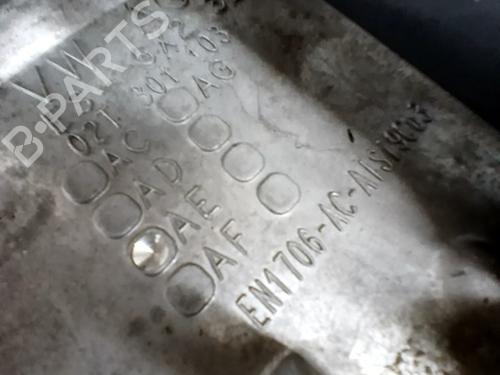 VW
02T 301 103
AC AG
AD
AE
AF
EN1706-AC-AlSi9Cu3
B-PARTS